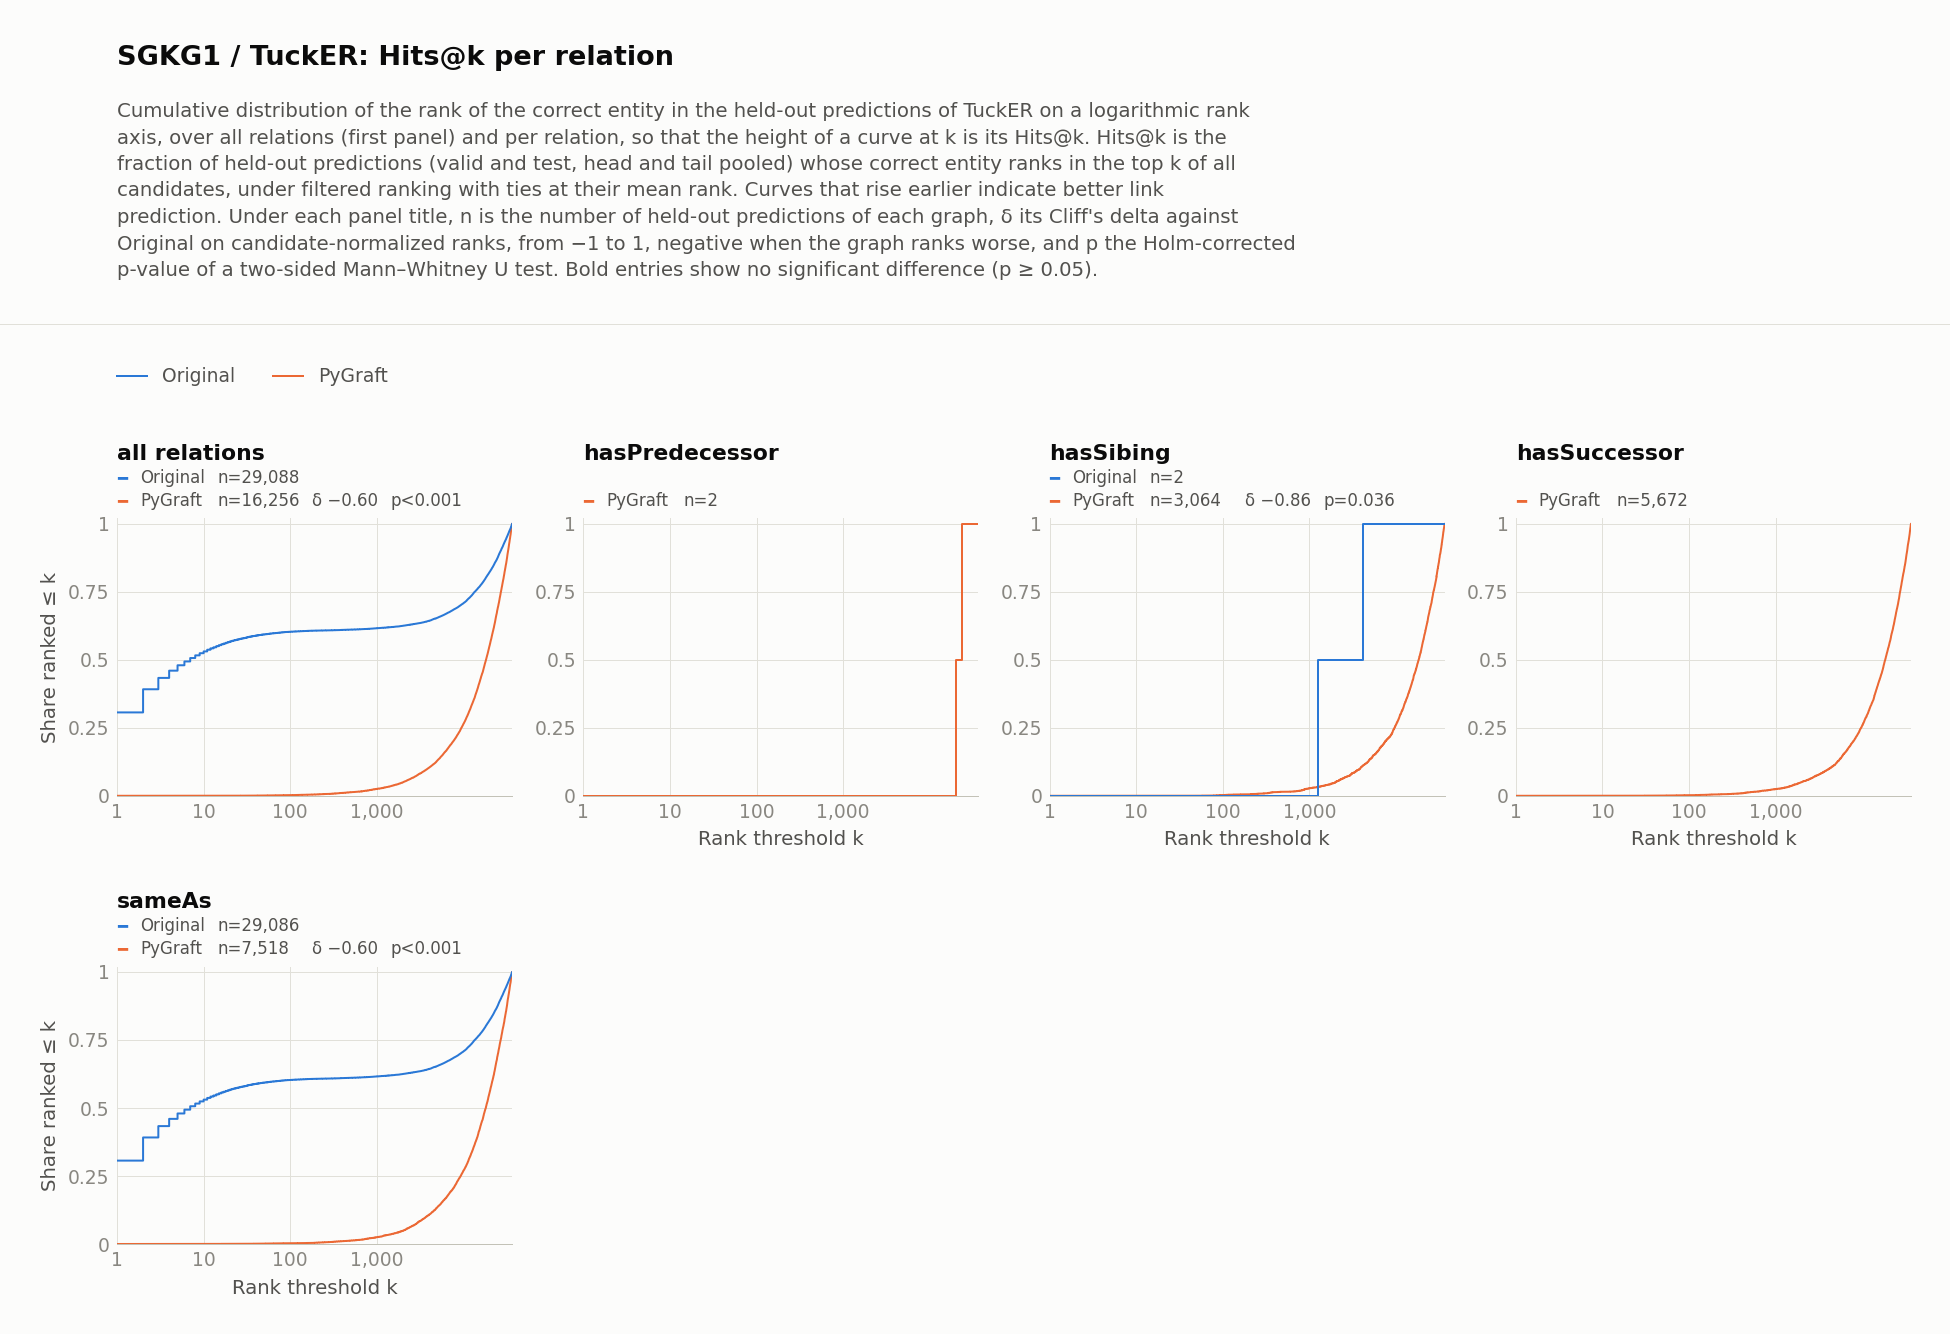 SGKG1 / TuckER: Hits@k per relation
Cumulative distribution of the rank of the correct entity in the held-out predictions of TuckER on a logarithmic rank
axis, over all relations (first panel) and per relation, so that the height of a curve at k is its Hits@k. Hits@k is the
fraction of held-out predictions (valid and test, head and tail pooled) whose correct entity ranks in the top k of all
candidates, under filtered ranking with ties at their mean rank. Curves that rise earlier indicate better link
prediction. Under each panel title, n is the number of held-out predictions of each graph, δ its Cliff's delta against
Original on candidate-normalized ranks, from −1 to 1, negative when the graph ranks worse, and p the Holm-corrected
p-value of a two-sided Mann–Whitney U test. Bold entries show no significant difference (p ≥ 0.05).
Original PyGraft
all relations
Original n=29,088
PyGraft n=16,256 δ −0.60 p<0.001
Share ranked ≤ k
1
0.75
0.5
0.25
0
1 10 100 1,000
hasPredecessor
PyGraft n=2
1
0.75
0.5
0.25
0
1 10 100 1,000
Rank threshold k
hasSibing
Original n=2
PyGraft n=3,064 δ −0.86 p=0.036
1
0.75
0.5
0.25
0
1 10 100 1,000
Rank threshold k
hasSuccessor
PyGraft n=5,672
1
0.75
0.5
0.25
0
1 10 100 1,000
Rank threshold k
sameAs
Original n=29,086
PyGraft n=7,518 δ −0.60 p<0.001
Share ranked ≤ k
1
0.75
0.5
0.25
0
1 10 100 1,000
Rank threshold k